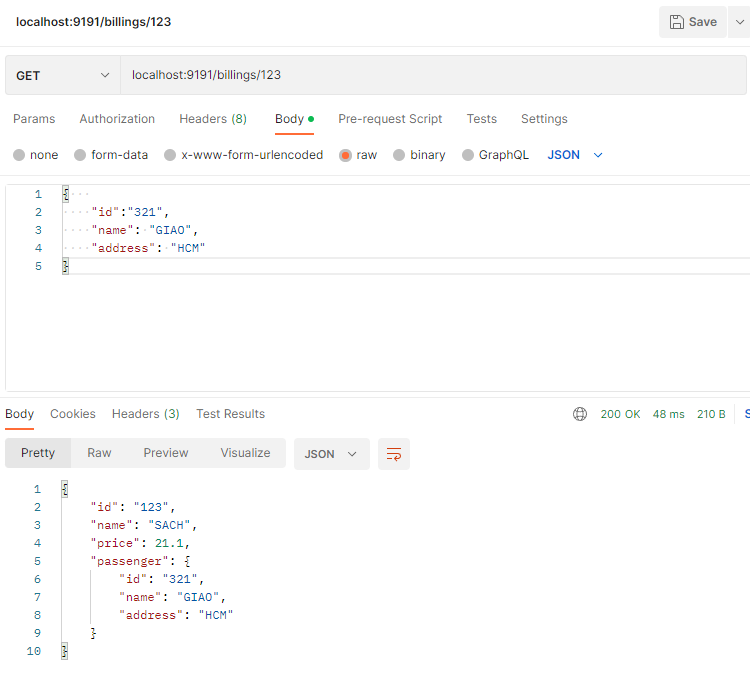 localhost:9191/billings/123
Save
GET
localhost:9191/billings/123
Params Authorization Headers (8) Body Pre-request Script Tests Settings
none form-data x-www-form-urlencoded raw binary GraphQL JSON
1 {
2 "id":"321",
3 "name": "GIAO",
4 "address": "HCM"
5 }
Body Cookies Headers (3) Test Results 200 OK 48 ms 210 B S
Pretty Raw Preview Visualize JSON
1 {
2 "id": "123",
3 "name": "SACH",
4 "price": 21.1,
5 "passenger": {
6 "id": "321",
7 "name": "GIAO",
8 "address": "HCM"
9 }
10 }